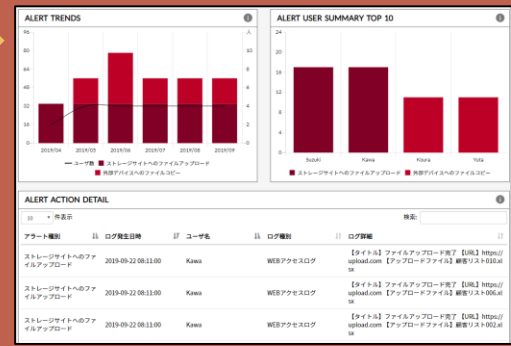 ALERT TRENDS
96
人
80
10
64
8
48
6
32
4
16
2
0
2019/04 2019/05 2019/06 2019/07 2019/08 2019/09
ユーザ数 ストレージサイトへのファイルアップロード
外部デバイスへのファイルコピー
ALERT USER SUMMARY TOP 10
24
20
16
12
8
4
Suzuki Kawa Koura Yuta
ストレージサイトへのファイルアップロード 外部デバイスへのファイルコピー
ALERT ACTION DETAIL
10 件表示
検索:
アラート種別 ログ発生日時 ユーザ名 ログ種別 ログ詳細
ストレージサイトへのファイルアップロード 2019-09-22 08:11:00 Kawa WEBアクセスログ 【タイトル】ファイルアップロード完了 【URL】https://upload.com 【アップロードファイル】顧客リスト010.xlsx
ストレージサイトへのファイルアップロード 2019-09-22 08:11:00 Kawa WEBアクセスログ 【タイトル】ファイルアップロード完了 【URL】https://upload.com 【アップロードファイル】顧客リスト006.xlsx
ストレージサイトへのファイルアップロード 2019-09-22 08:11:00 Kawa WEBアクセスログ 【タイトル】ファイルアップロード完了 【URL】https://upload.com 【アップロードファイル】顧客リスト002.xlsx